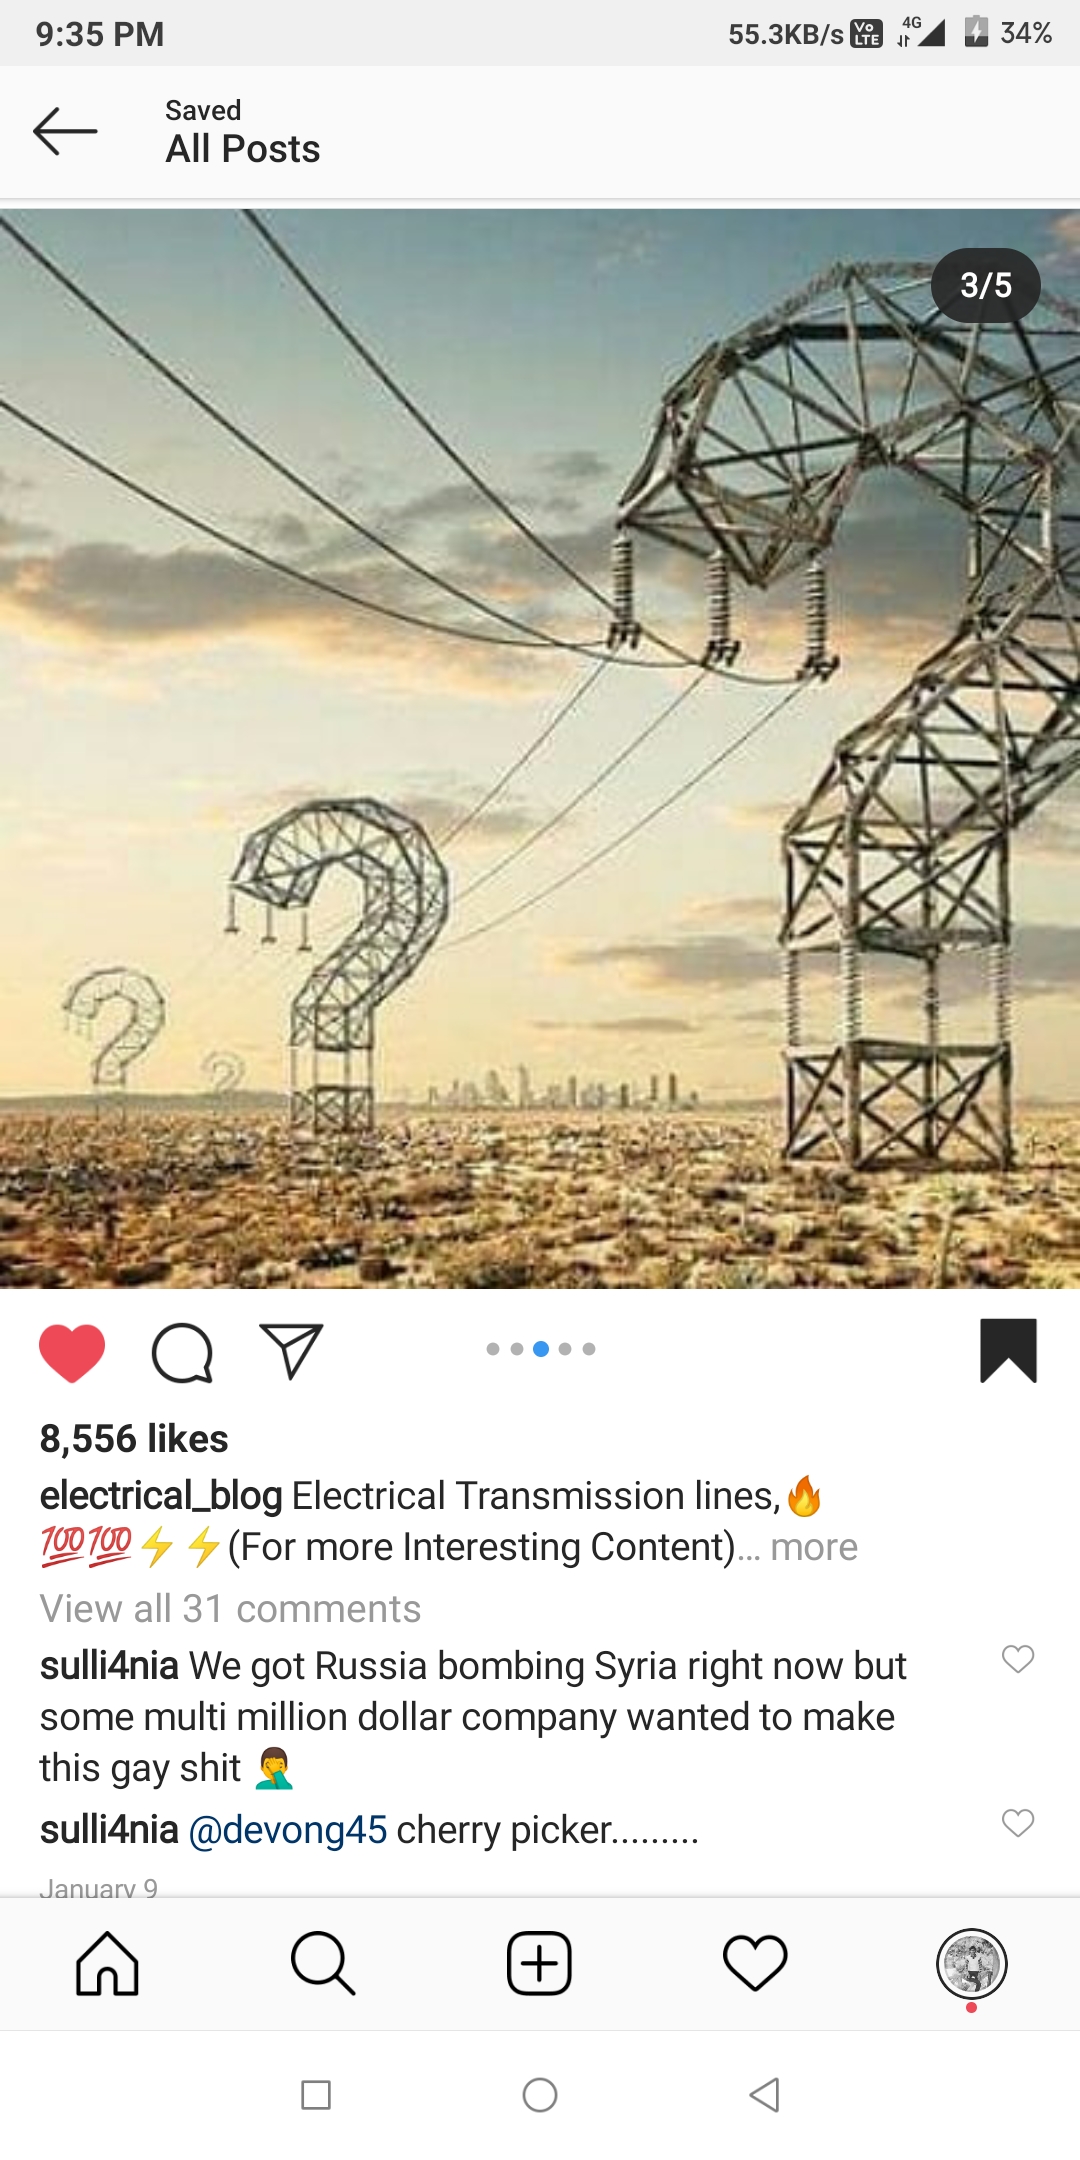 9:35 PM
55.3KB/s Vo LTE 4G 34%
Saved
All Posts
3/5
8,556 likes
electrical_blog Electrical Transmission lines,🔥
💯💯⚡⚡(For more Interesting Content)... more
View all 31 comments
sulli4nia We got Russia bombing Syria right now but
some multi million dollar company wanted to make
this gay shit 🤦‍♂️
sulli4nia @devong45 cherry picker.........
January 9